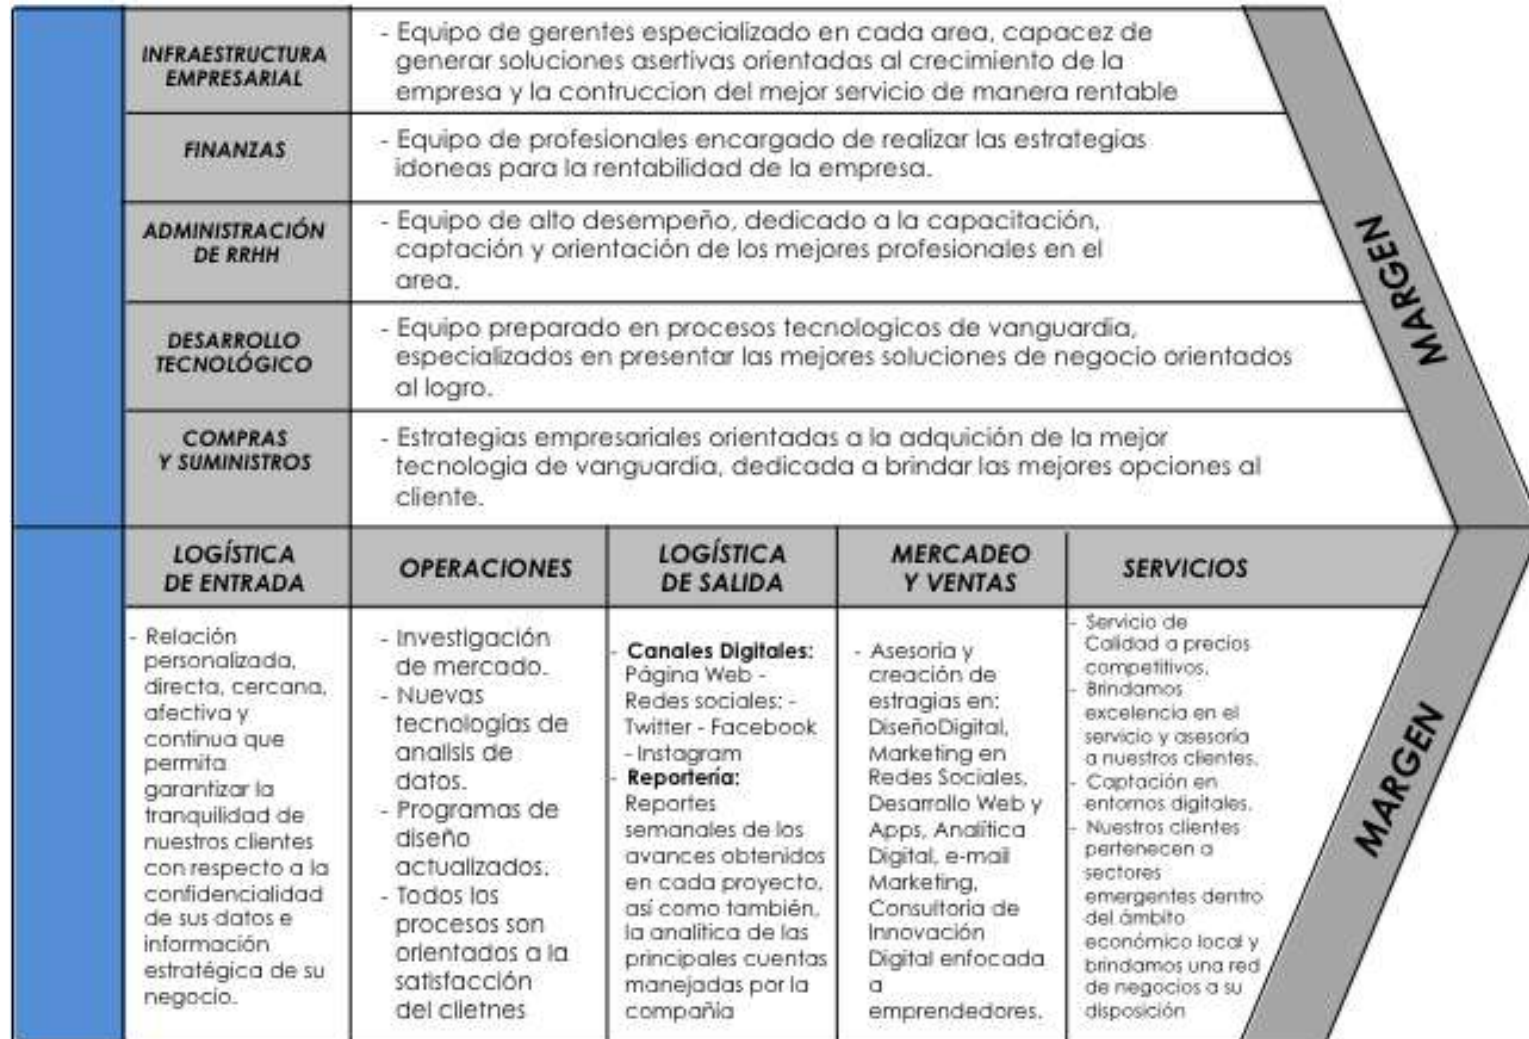 INFRAESTRUCTURA
EMPRESARIAL
- Equipo de gerentes especializado en cada area, capacez de
generar soluciones asertivas orientadas al crecimiento de la
empresa y la contruccion del mejor servicio de manera rentable
FINANZAS
- Equipo de profesionales encargado de realizar las estrategias
idoneas para la rentabilidad de la empresa.
ADMINISTRACIÓN
DE RRHH
- Equipo de alto desempeño, dedicado a la capacitación,
captación y orientación de los mejores profesionales en el
area.
DESARROLLO
TECNOLÓGICO
- Equipo preparado en procesos tecnologicos de vanguardia,
especializados en presentar las mejores soluciones de negocio orientados
al logro.
COMPRAS
Y SUMINISTROS
- Estrategias empresariales orientadas a la adquición de la mejor
tecnologia de vanguardia, dedicada a brindar las mejores opciones al
cliente.
MARGEN
LOGÍSTICA
DE ENTRADA
- Relación
personalizada,
directa, cercana,
afectiva y
continua que
permita
garantizar la
tranquilidad de
nuestros clientes
con respecto a la
confidencialidad
de sus datos e
información
estratégica de su
negocio.
OPERACIONES
- Investigación
de mercado.
- Nuevas
tecnologias de
analisis de
datos.
- Programas de
diseño
actualizados.
- Todos los
procesos son
orientados a la
satisfacción
del clietnes
LOGÍSTICA
DE SALIDA
- Canales Digitales:
Página Web -
Redes sociales: -
Twitter - Facebook
- Instagram
- Reportería:
Reportes
semanales de los
avances obtenidos
en cada proyecto,
así como también,
la analítica de las
principales cuentas
manejadas por la
compañia
MERCADEO
Y VENTAS
- Asesoria y
creación de
estragias en:
DiseñoDigital,
Marketing en
Redes Sociales,
Desarrollo Web y
Apps, Analítica
Digital, e-mail
Marketing,
Consultoria de
Innovación
Digital enfocada
a
emprendedores.
SERVICIOS
- Servicio de
Calidad a precios
competitivos.
- Brindamos
excelencia en el
servicio y asesoría
a nuestros clientes.
- Captación en
entornos digitales.
- Nuestros clientes
pertenecen a
sectores
emergentes dentro
del ámbito
económico local y
brindamos una red
de negocios a su
disposición
MARGEN